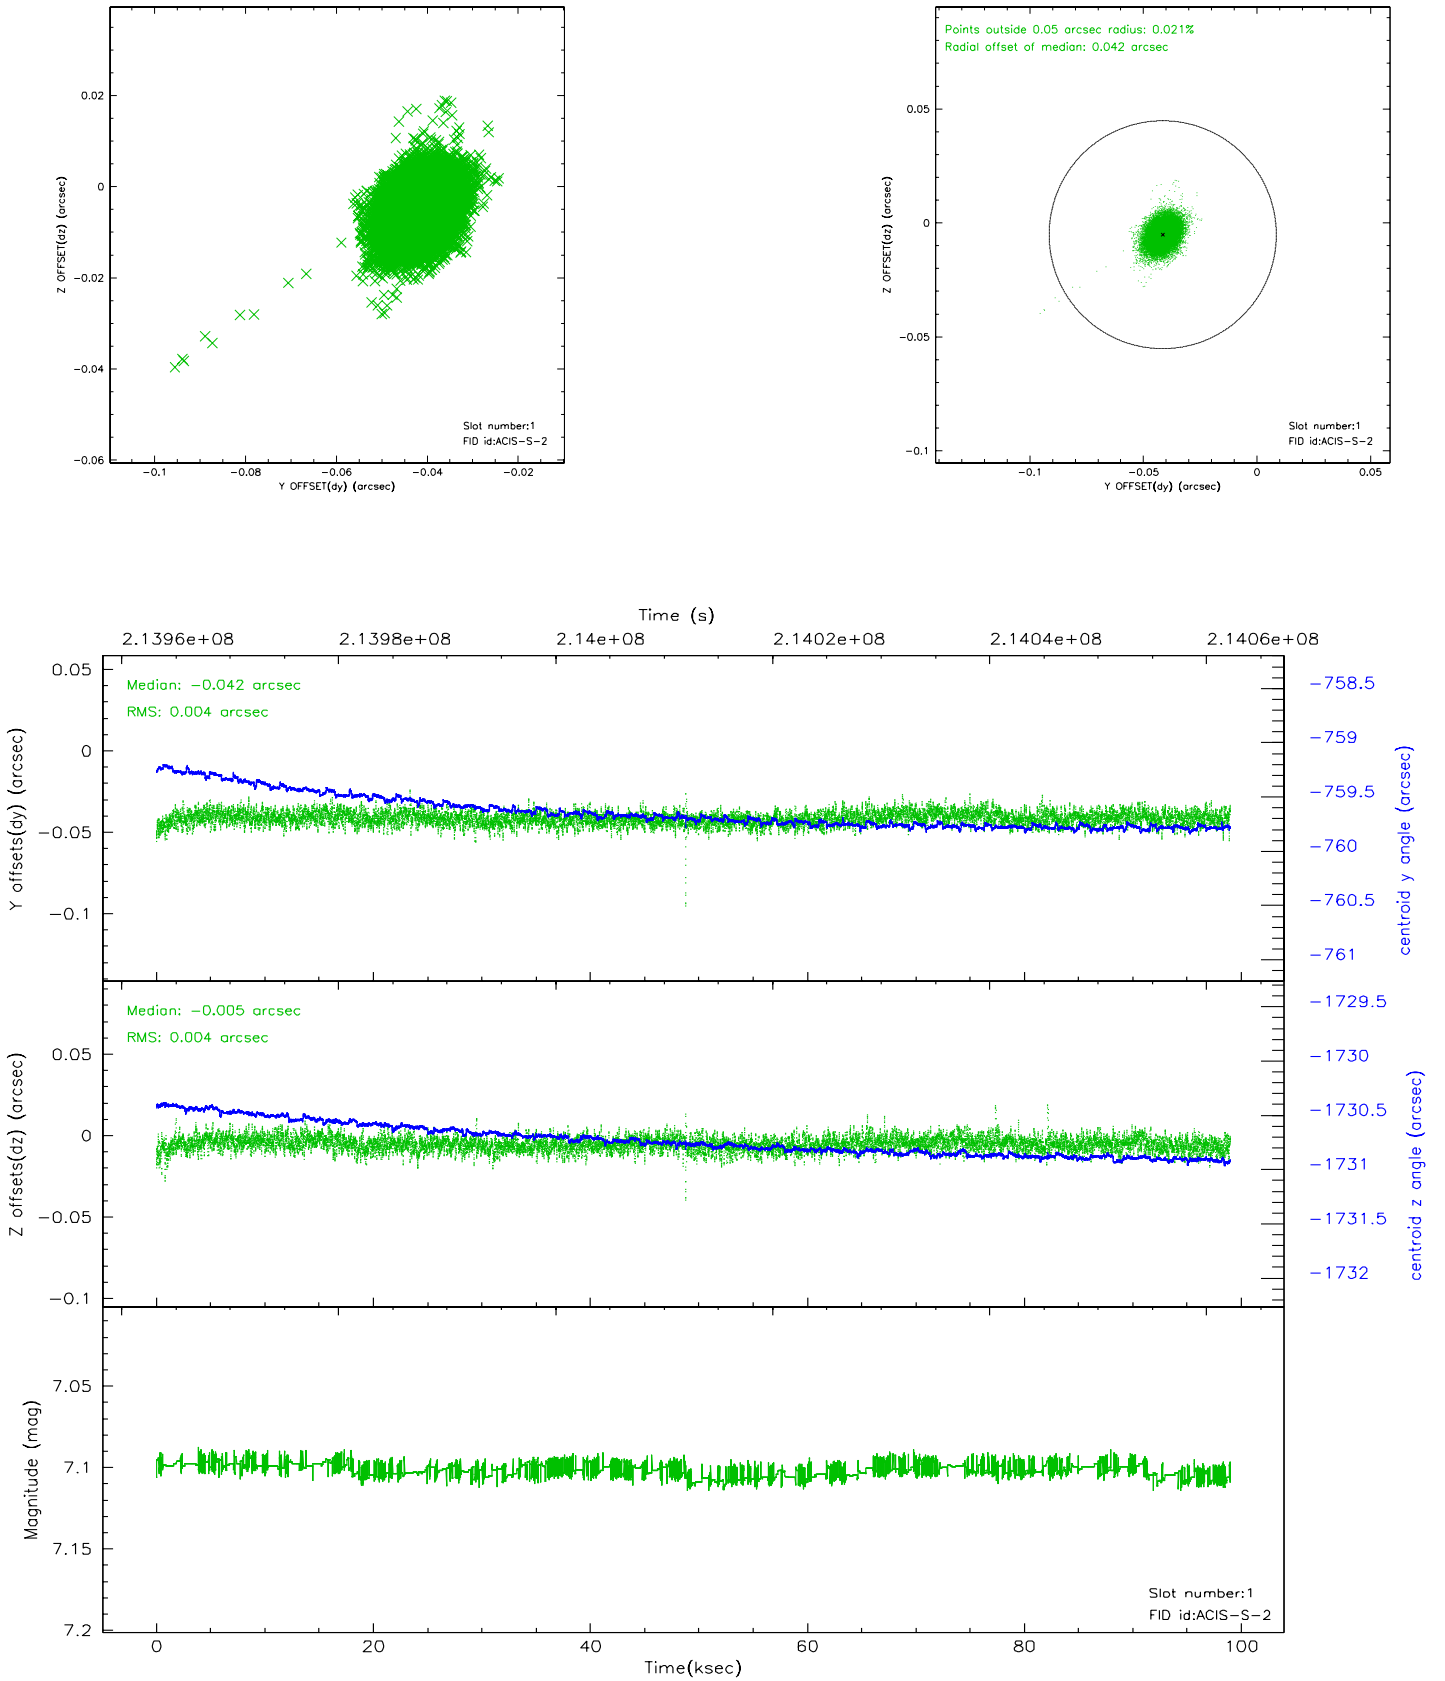 0.02
0
−0.02
−0.04
−0.06
Z OFFSET(dz) (arcsec)
−0.1
−0.08
−0.06
−0.04
−0.02
Y OFFSET(dy) (arcsec)
Slot number:1
FID id:ACIS−S−2
Points outside 0.05 arcsec radius: 0.021%
Radial offset of median: 0.042 arcsec
0.05
0
−0.05
−0.1
Z OFFSET(dz) (arcsec)
−0.1
−0.05
0
0.05
Y OFFSET(dy) (arcsec)
Slot number:1
FID id:ACIS−S−2
Time (s)
2.1396e+08
2.1398e+08
2.14e+08
2.1402e+08
2.1404e+08
2.1406e+08
Median: −0.042 arcsec
RMS: 0.004 arcsec
0.05
0
−0.05
−0.1
Y offsets(dy) (arcsec)
−758.5
−759
−759.5
−760
−760.5
−761
centroid y angle (arcsec)
Median: −0.005 arcsec
RMS: 0.004 arcsec
0.05
0
−0.05
−0.1
Z offsets(dz) (arcsec)
−1729.5
−1730
−1730.5
−1731
−1731.5
−1732
centroid z angle (arcsec)
7.05
7.1
7.15
7.2
Magnitude (mag)
Slot number:1
FID id:ACIS−S−2
0
20
40
60
80
100
Time(ksec)